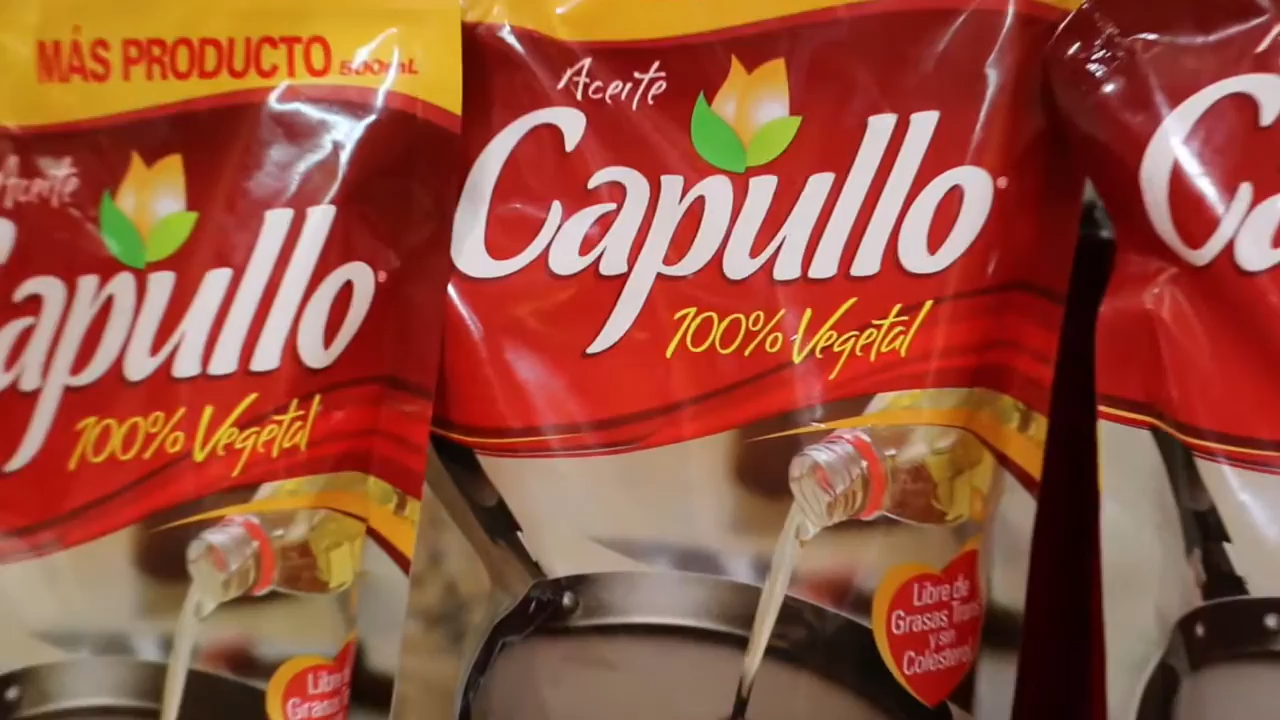 MÁS PRODUCTO 500mL
Aceite
Capullo
100% Vegetal
Libre de
Grasas
Aceite
Capullo
100% Vegetal
Libre de
Grasas Trans
y sin
Colesterol